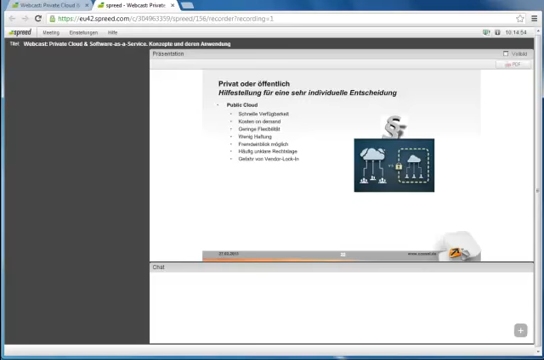 Webcast: Private Cloud S
spreed - Webcast: Privat
https://eu42.spreed.com/c/304963359/spreed/156/recorder?recording=1
spreed Meeting Einstellungen Hilfe
10:14:54
Titel Webcast: Private Cloud & Software-as-a-Service, Konzepte und deren Anwendung
Präsentation
Vollbild
PDF
Privat oder öffentlich
Hilfestellung für eine sehr individuelle Entscheidung
• Public Cloud
• Schnelle Verfügbarkeit
• Kosten on demand
• Geringe Flexibilität
• Wenig Haftung
• Fremdeinblick möglich
• Häufig unklare Rechtslage
• Gefahr von Vendor-Lock-In
§
Chat
+